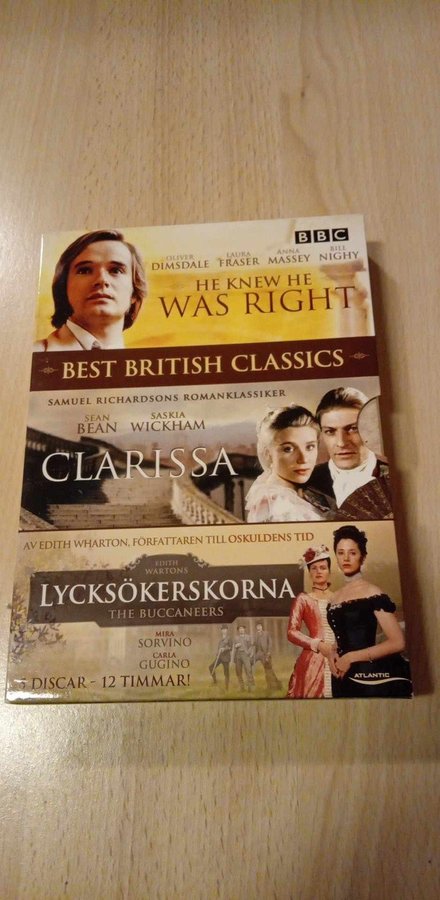 BBC
OLIVER DIMSDALE
LAURA FRASER
ANNA MASSEY
BILL NIGHY
HE KNEW HE
WAS RIGHT
BEST BRITISH CLASSICS
SAMUEL RICHARDSONS ROMANKLASSIKER
SEAN BEAN
SASKIA WICKHAM
CLARISSA
AV EDITH WHARTON, FÖRFATTAREN TILL OSKULDENS TID
EDITH
WARTONS
LYCKSÖKERSKORNA
THE BUCCANEERS
MIRA
SORVINO
CARLA
GUGINO
DISCAR - 12 TIMMAR!
ATLANTIC